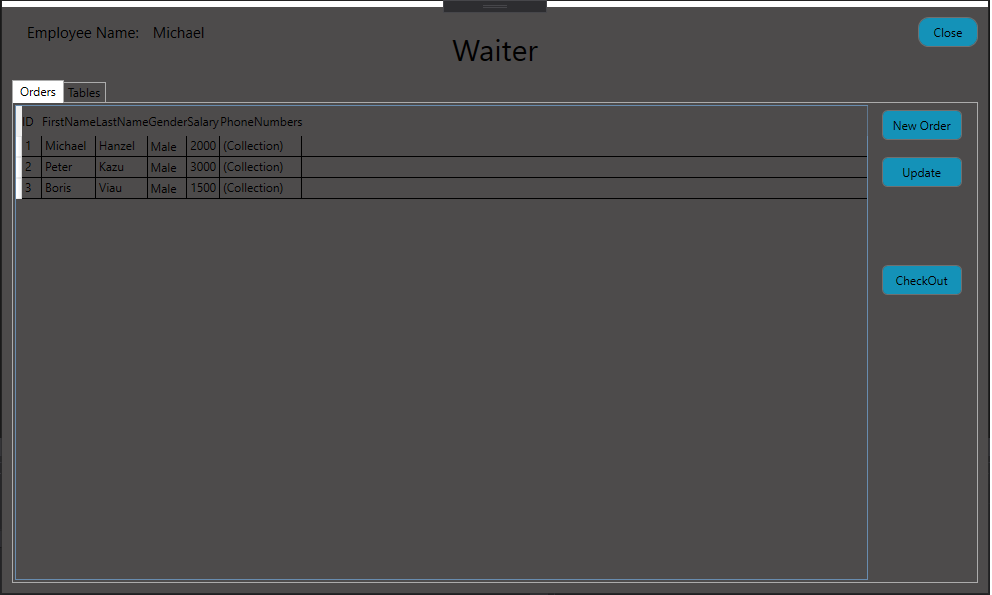 Employee Name: Michael
Close
Waiter
Orders Tables
ID FirstName LastName Gender Salary PhoneNumbers
1 Michael Hanzel Male 2000 (Collection)
2 Peter Kazu Male 3000 (Collection)
3 Boris Viau Male 1500 (Collection)
New Order
Update
CheckOut